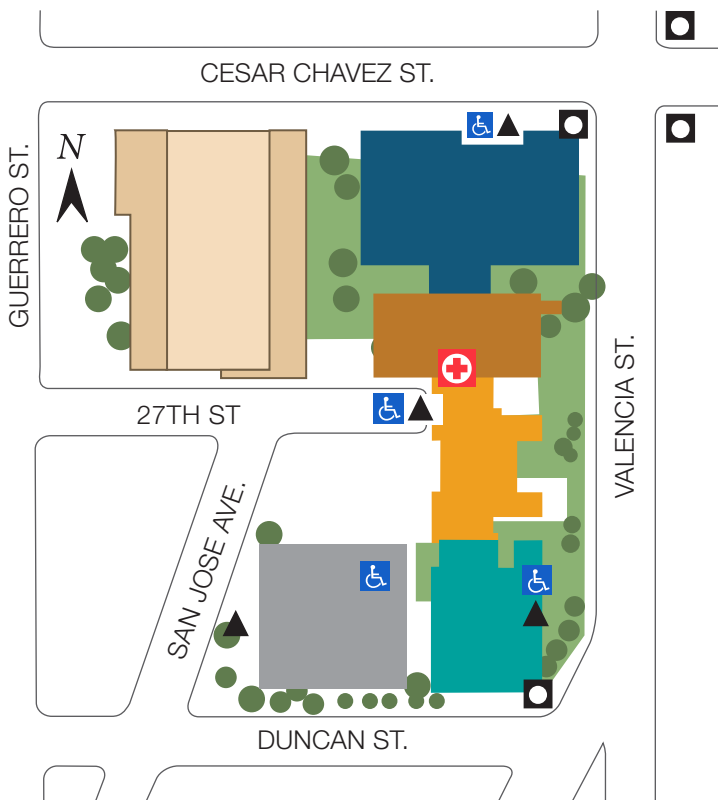 CESAR CHAVEZ ST.
N
GUERRERO ST.
VALENCIA ST.
27TH ST
SAN JOSE AVE.
DUNCAN ST.